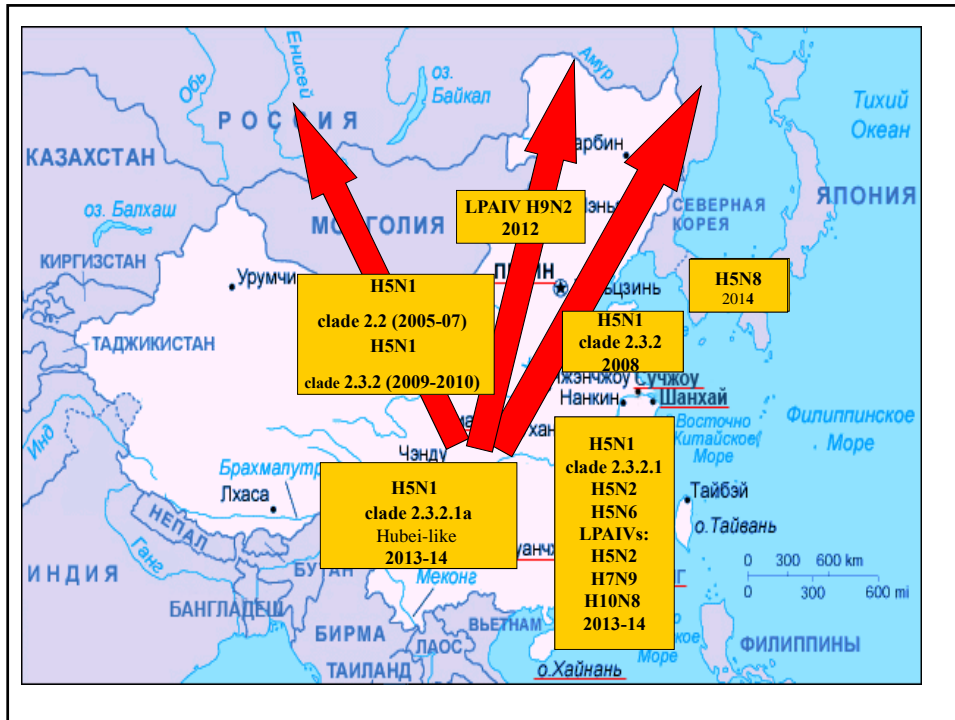 Обь
Енисей
РОССИЯ
оз.
Байкал
Амур
Тихий
Океан
КАЗАХСТАН
арбин
ЯПОНИЯ
оз. Балхаш
МОНГОЛИЯ
LPAIV H9N2
2012
СЕВЕРНАЯ
КОРЕЯ
КИРГИЗСТАН
Урумчи
H5N1
clade 2.2 (2005-07)
H5N1
clade 2.3.2 (2009-2010)
H5N8
2014
H5N1
clade 2.3.2
2008
ТАДЖИКИСТАН
Сучжоу
Нанкин
Шанхай
Восточно
Китайское
Море
Филиппинское
Море
Инд
Чэнду
Брахмапутр
Лхаса
H5N1
clade 2.3.2.1a
Hubei-like
2013-14
H5N1
clade 2.3.2.1
H5N2
H5N6
LPAIVs:
H5N2
H7N9
H10N8
2013-14
Тайбэй
о.Тайвань
НЕПАЛ
Ганг
ИНДИЯ
Меконг
0 300 600 km
0 300 600 mi
БАНГЛАДЕШ
БИРМА
ЛАОС
ВЬЕТНАМ
ТАИЛАНД
о.Хайнань
Море
ФИЛИППИНЫ